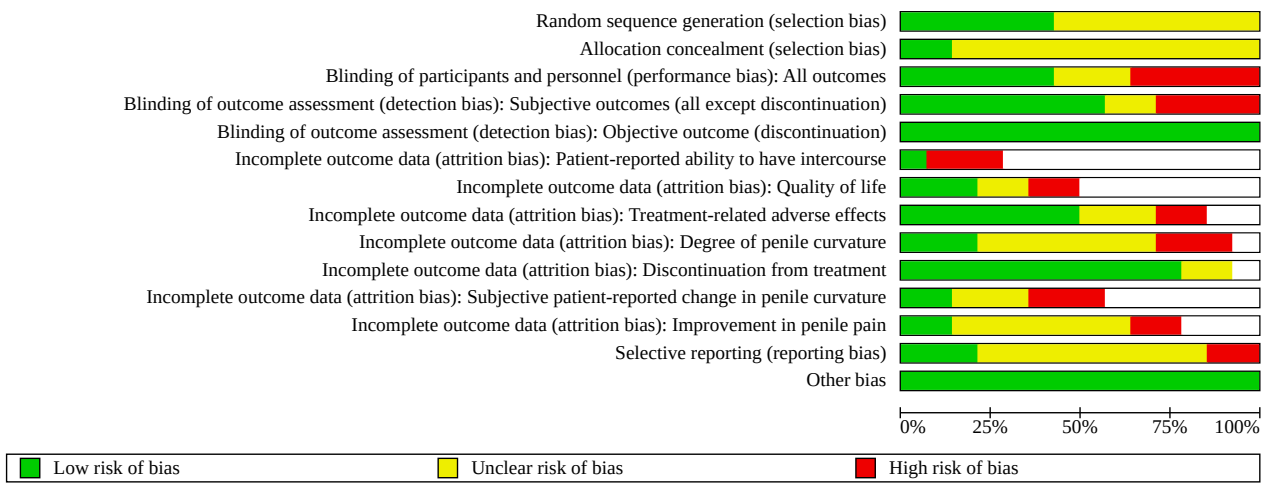 Random sequence generation (selection bias)
Allocation concealment (selection bias)
Blinding of participants and personnel (performance bias): All outcomes
Blinding of outcome assessment (detection bias): Subjective outcomes (all except discontinuation)
Blinding of outcome assessment (detection bias): Objective outcome (discontinuation)
Incomplete outcome data (attrition bias): Patient-reported ability to have intercourse
Incomplete outcome data (attrition bias): Quality of life
Incomplete outcome data (attrition bias): Treatment-related adverse effects
Incomplete outcome data (attrition bias): Degree of penile curvature
Incomplete outcome data (attrition bias): Discontinuation from treatment
Incomplete outcome data (attrition bias): Subjective patient-reported change in penile curvature
Incomplete outcome data (attrition bias): Improvement in penile pain
Selective reporting (reporting bias)
Other bias
0% 25% 50% 75% 100%
Low risk of bias Unclear risk of bias High risk of bias